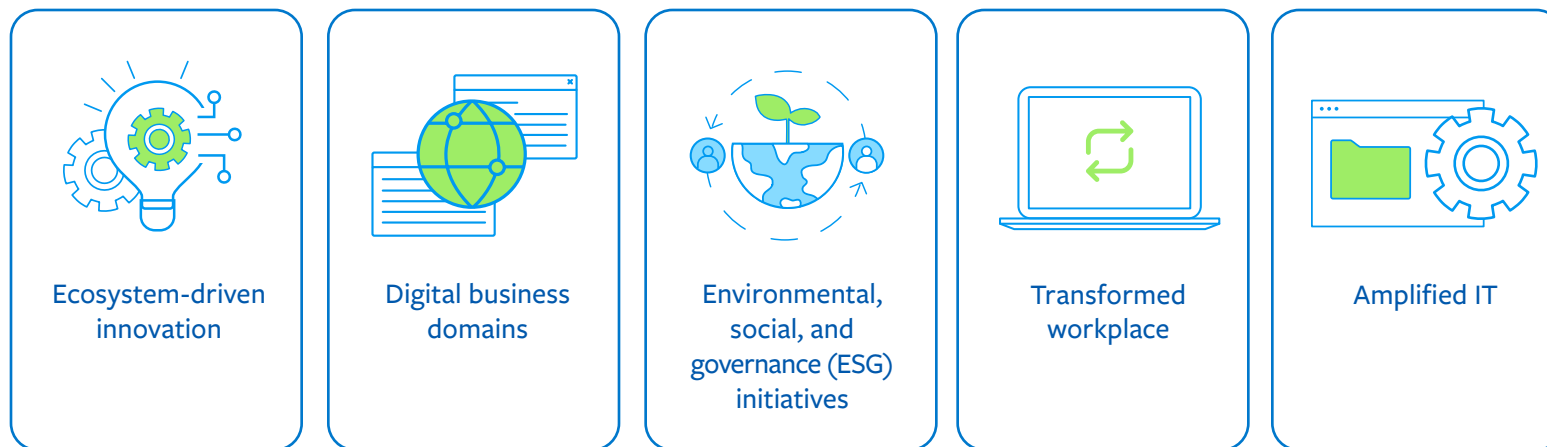 Ecosystem-driven
innovation
Digital business
domains
Environmental,
social, and
governance (ESG)
initiatives
Transformed
workplace
Amplified IT